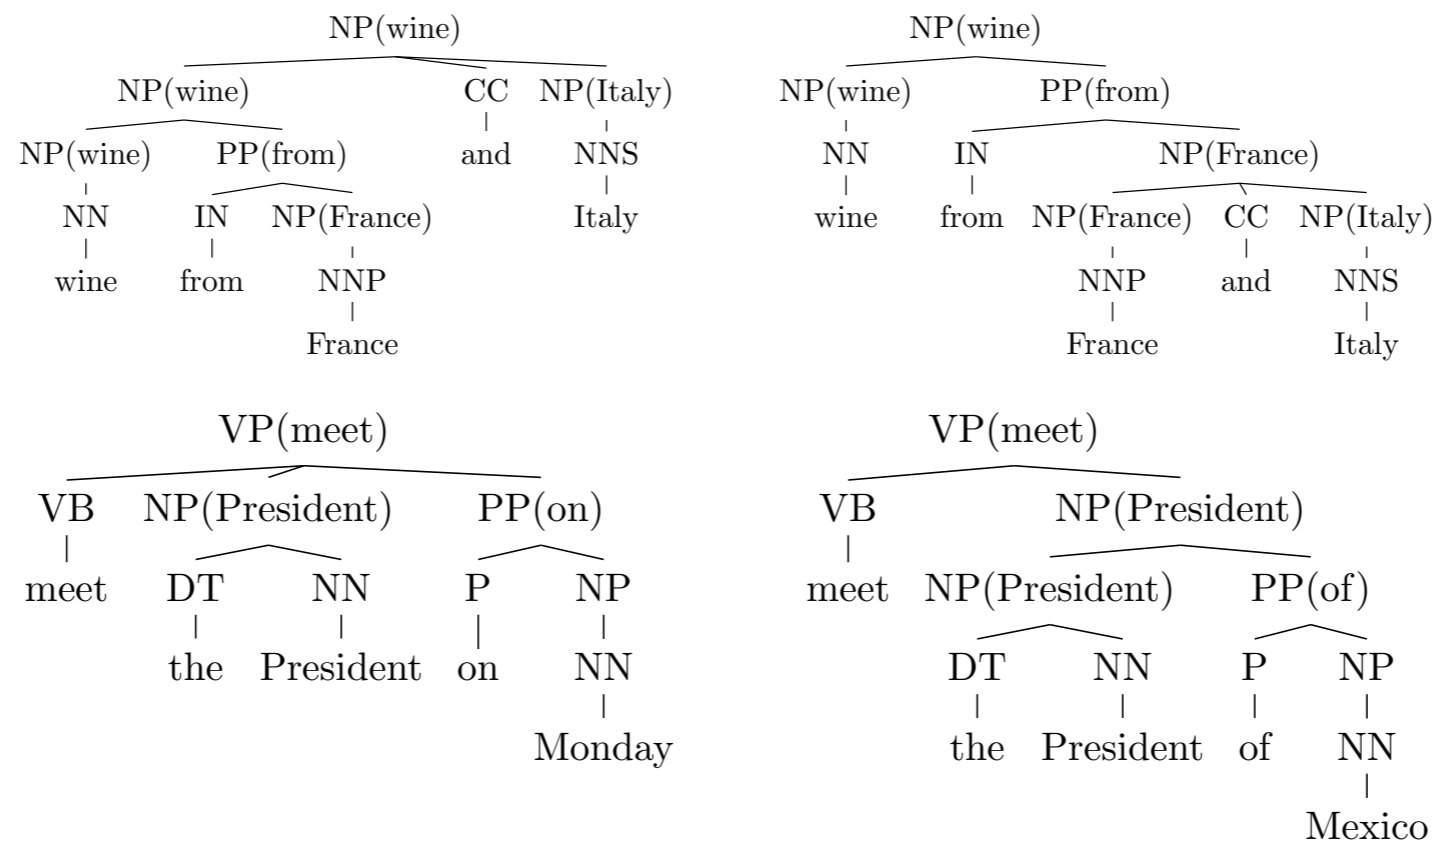 NP(wine) NP(wine)
NP(wine) CC NP(Italy) NP(wine) PP(from)
NP(wine) PP(from) and NNS NN IN NP(France)
NN IN NP(France) Italy wine from NP(France) CC NP(Italy)
wine from NNP NNP and NNS
France France Italy
VP(meet) VP(meet)
VB NP(President) PP(on) VB NP(President)
meet DT NN P NP meet NP(President) PP(of)
the President on NN DT NN P NP
Monday the President of NN
Mexico